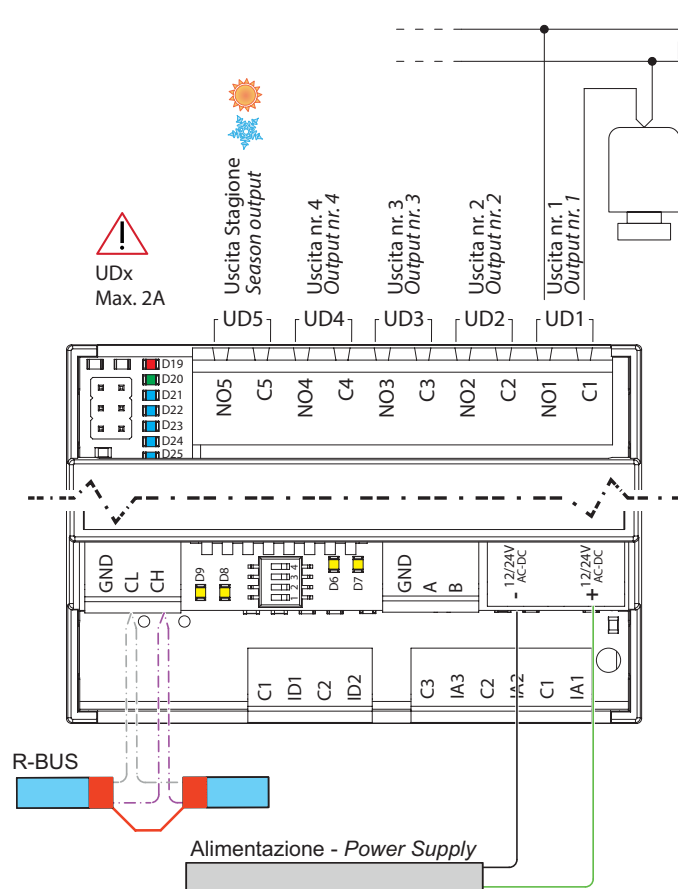 Uscita Stagione
Season output
Uscita nr. 4
Output nr. 4
Uscita nr. 3
Output nr. 3
Uscita nr. 2
Output nr. 2
Uscita nr. 1
Output nr. 1
UDx
Max. 2A
UD5
UD4
UD3
UD2
UD1
D19
D20
D21
D22
D23
D24
D25
NO5
C5
NO4
C4
NO3
C3
NO2
C2
NO1
C1
GND
CL
CH
D9
D8
1
2
3
4
D6
D7
GND
A
B
- 12/24V
AC-DC
+ 12/24V
AC-DC
C1
ID1
C2
ID2
C3
IA3
C2
IA2
C1
IA1
R-BUS
Alimentazione - Power Supply